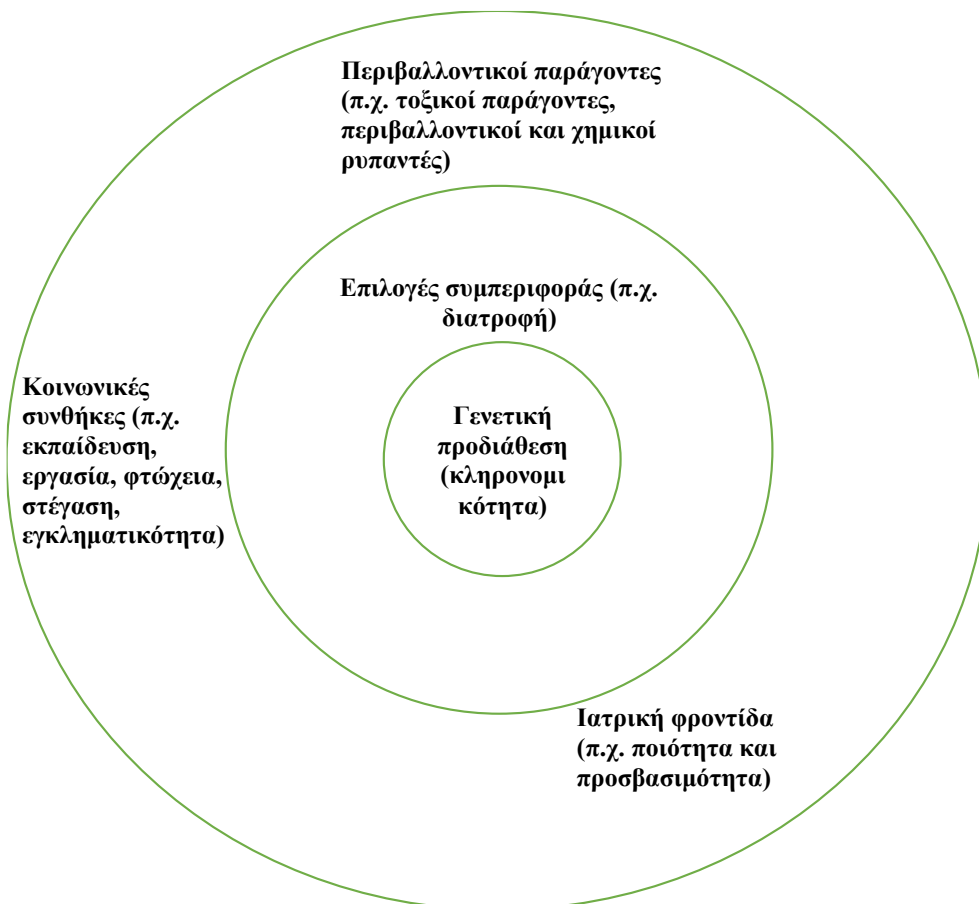 Περιβαλλοντικοί παράγοντες
(π.χ. τοξικοί παράγοντες,
περιβαλλοντικοί και χημικοί
ρυπαντές)
Επιλογές συμπεριφοράς (π.χ.
διατροφή)
Κοινωνικές
συνθήκες (π.χ.
εκπαίδευση,
εργασία, φτώχεια,
στέγαση,
εγκληματικότητα)
Γενετική
προδιάθεση
(κληρονομι
κότητα)
Ιατρική φροντίδα
(π.χ. ποιότητα και
προσβασιμότητα)